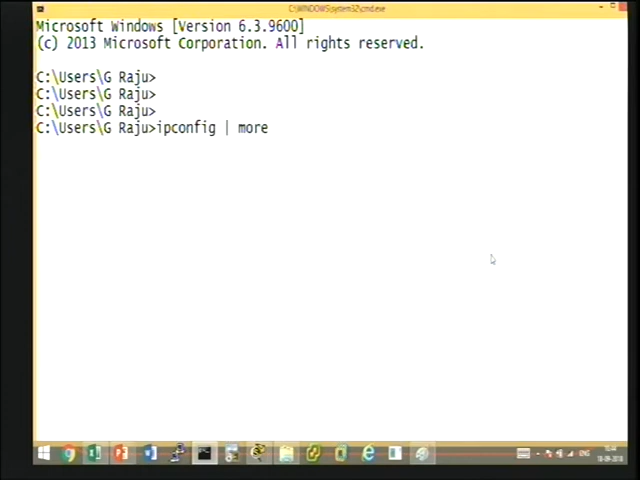 C:\WINDOWS\system32\cmd.exe
Microsoft Windows [Version 6.3.9600]
(c) 2013 Microsoft Corporation. All rights reserved.
C:\Users\G Raju>
C:\Users\G Raju>
C:\Users\G Raju>
C:\Users\G Raju>ipconfig | more
ENG